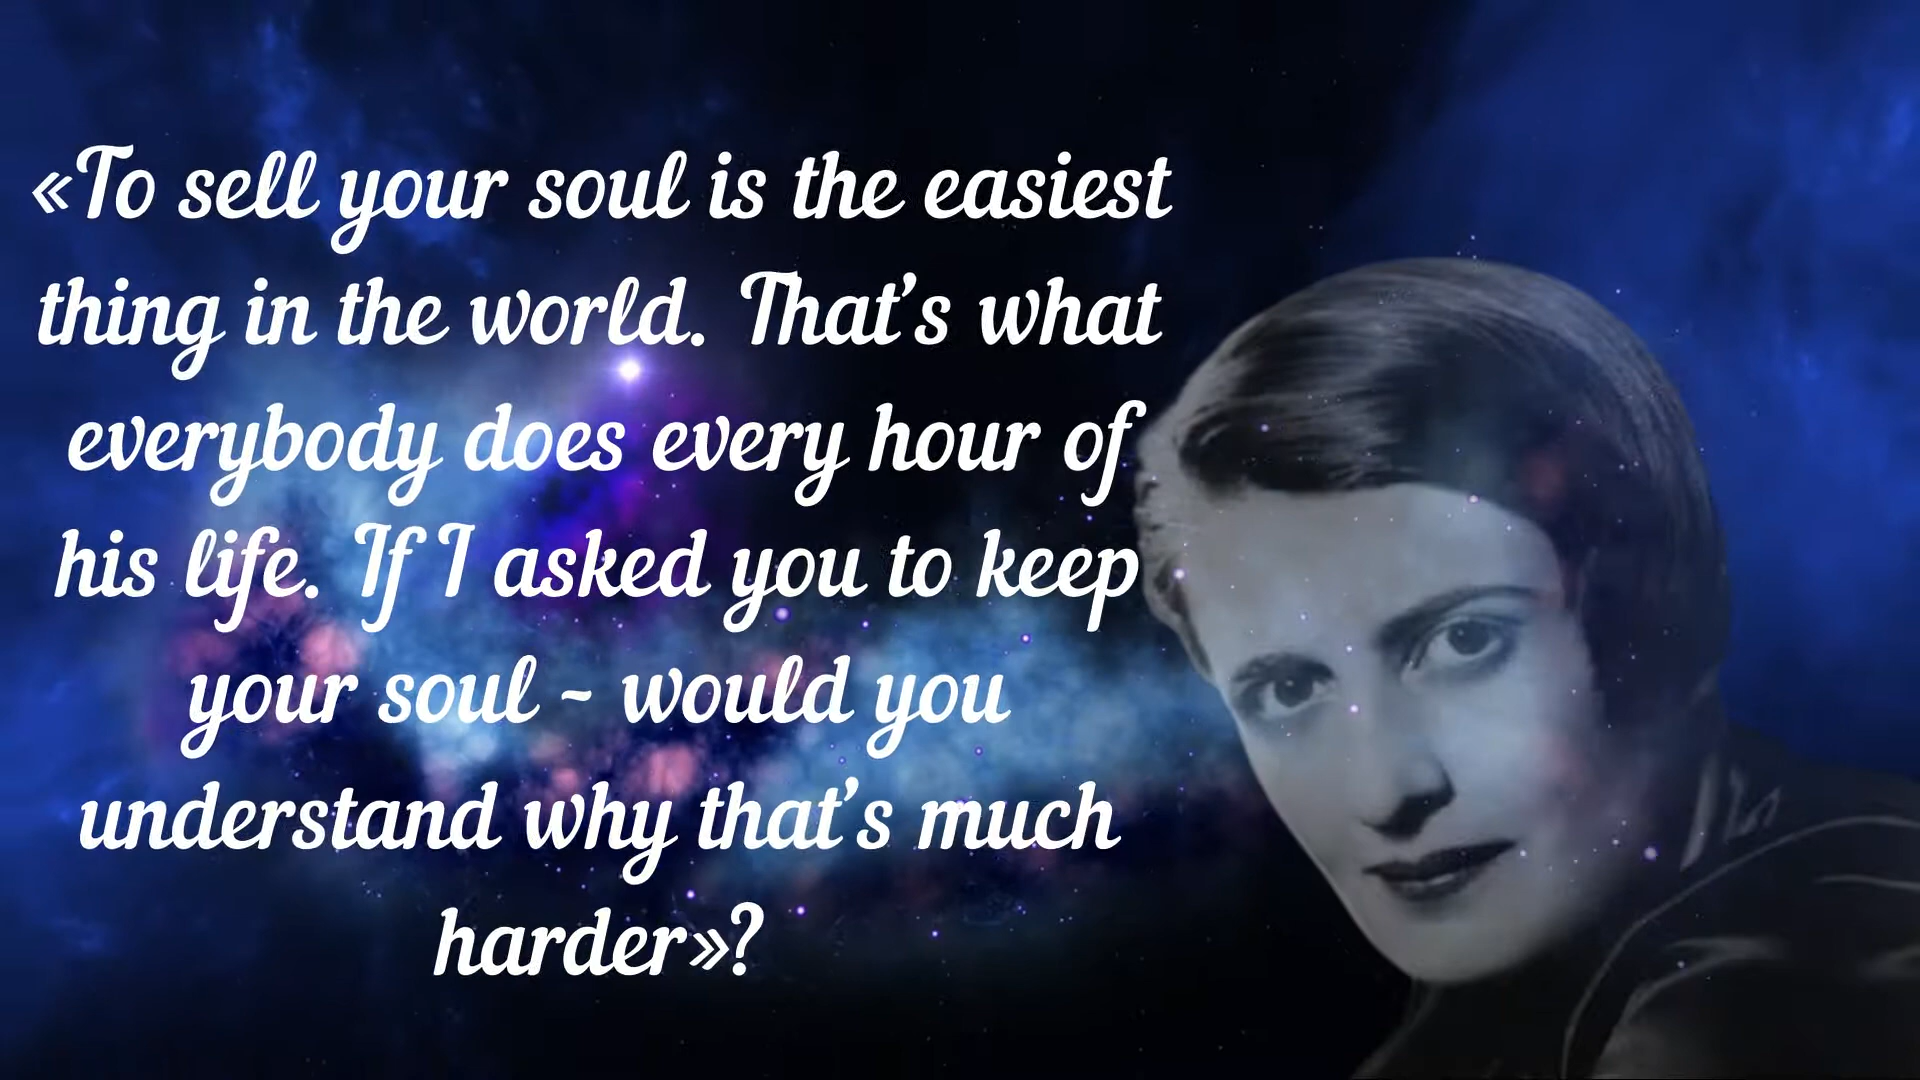 «To sell your soul is the easiest
thing in the world. That's what
everybody does every hour of
his life. If I asked you to keep
your soul ~ would you
understand why that's much
harder»?